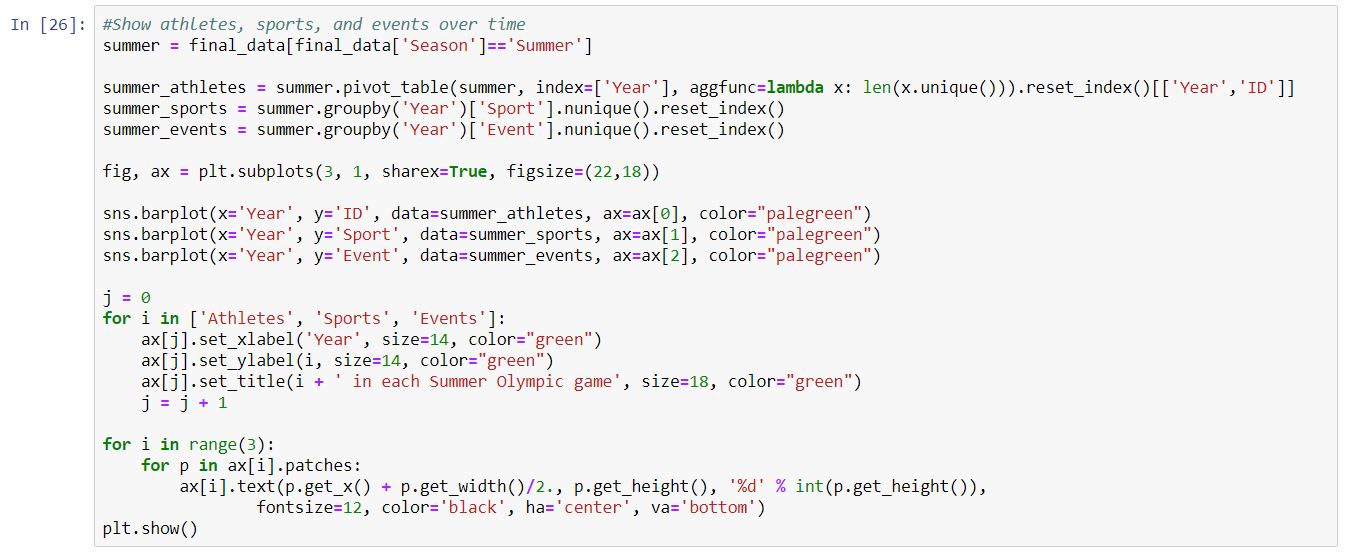 In [26]: #Show athletes, sports, and events over time
summer = final_data[final_data['Season']=='Summer']

summer_athletes = summer.pivot_table(summer, index=['Year'], aggfunc=lambda x: len(x.unique())).reset_index()[['Year','ID']]
summer_sports = summer.groupby('Year')['Sport'].nunique().reset_index()
summer_events = summer.groupby('Year')['Event'].nunique().reset_index()

fig, ax = plt.subplots(3, 1, sharex=True, figsize=(22,18))

sns.barplot(x='Year', y='ID', data=summer_athletes, ax=ax[0], color="palegreen")
sns.barplot(x='Year', y='Sport', data=summer_sports, ax=ax[1], color="palegreen")
sns.barplot(x='Year', y='Event', data=summer_events, ax=ax[2], color="palegreen")

j = 0
for i in ['Athletes', 'Sports', 'Events']:
    ax[j].set_xlabel('Year', size=14, color="green")
    ax[j].set_ylabel(i, size=14, color="green")
    ax[j].set_title(i + ' in each Summer Olympic game', size=18, color="green")
    j = j + 1

for i in range(3):
    for p in ax[i].patches:
        ax[i].text(p.get_x() + p.get_width()/2., p.get_height(), '%d' % int(p.get_height()),
                fontsize=12, color='black', ha='center', va='bottom')
plt.show()